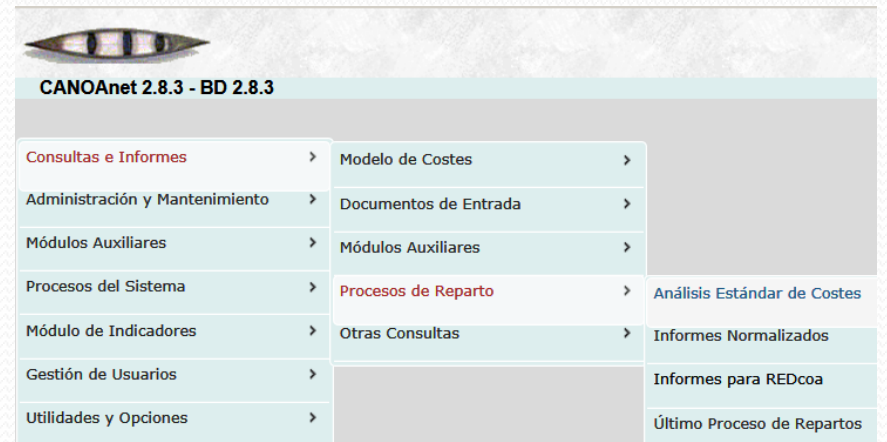 CANOAnet 2.8.3 - BD 2.8.3
Consultas e Informes
Administración y Mantenimiento
Módulos Auxiliares
Procesos del Sistema
Módulo de Indicadores
Gestión de Usuarios
Utilidades y Opciones
Modelo de Costes
Documentos de Entrada
Módulos Auxiliares
Procesos de Reparto
Otras Consultas
Análisis Estándar de Costes
Informes Normalizados
Informes para REDcoa
Último Proceso de Repartos